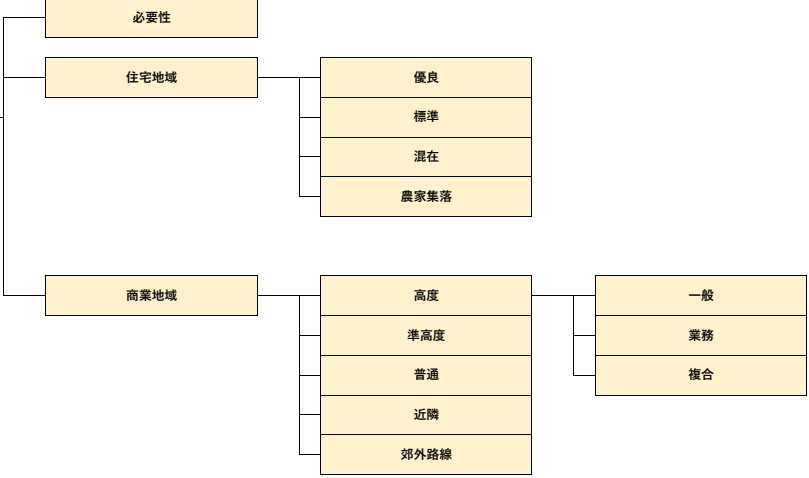 必要性
住宅地域
優良
標準
混在
農家集落
商業地域
高度
一般
準高度
業務
普通
複合
近隣
郊外路線